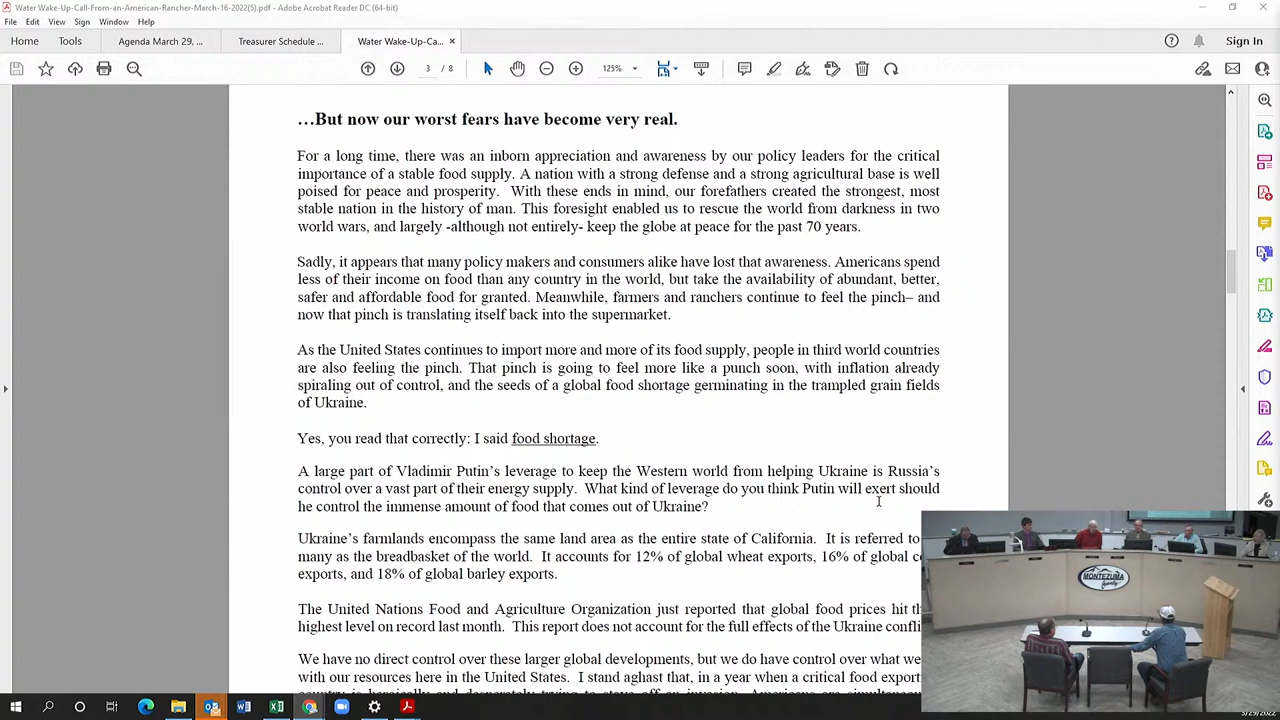 Water Wake-Up-Call-From-an-American-Rancher-March-16-2022(5).pdf - Adobe Acrobat Reader DC (64-bit)
File Edit View Sign Window Help
Home Tools Agenda March 29, ... Treasurer Schedule ... Water Wake-Up-Ca... × Sign In
3 / 8 125%
…But now our worst fears have become very real.
For a long time, there was an inborn appreciation and awareness by our policy leaders for the critical
importance of a stable food supply. A nation with a strong defense and a strong agricultural base is well
poised for peace and prosperity. With these ends in mind, our forefathers created the strongest, most
stable nation in the history of man. This foresight enabled us to rescue the world from darkness in two
world wars, and largely -although not entirely- keep the globe at peace for the past 70 years.
Sadly, it appears that many policy makers and consumers alike have lost that awareness. Americans spend
less of their income on food than any country in the world, but take the availability of abundant, better,
safer and affordable food for granted. Meanwhile, farmers and ranchers continue to feel the pinch– and
now that pinch is translating itself back into the supermarket.
As the United States continues to import more and more of its food supply, people in third world countries
are also feeling the pinch. That pinch is going to feel more like a punch soon, with inflation already
spiraling out of control, and the seeds of a global food shortage germinating in the trampled grain fields
of Ukraine.
Yes, you read that correctly: I said food shortage.
A large part of Vladimir Putin's leverage to keep the Western world from helping Ukraine is Russia's
control over a vast part of their energy supply. What kind of leverage do you think Putin will exert should
he control the immense amount of food that comes out of Ukraine?
Ukraine's farmlands encompass the same land area as the entire state of California. It is referred to
many as the breadbasket of the world. It accounts for 12% of global wheat exports, 16% of global
exports, and 18% of global barley exports.
The United Nations Food and Agriculture Organization just reported that global food prices hit
highest level on record last month. This report does not account for the full effects of the Ukraine
We have no direct control over these larger global developments, but we do have control over what we
with our resources here in the United States. I stand aghast that, in a year when a critical food
MONTEZUMA
County
3/29/2022